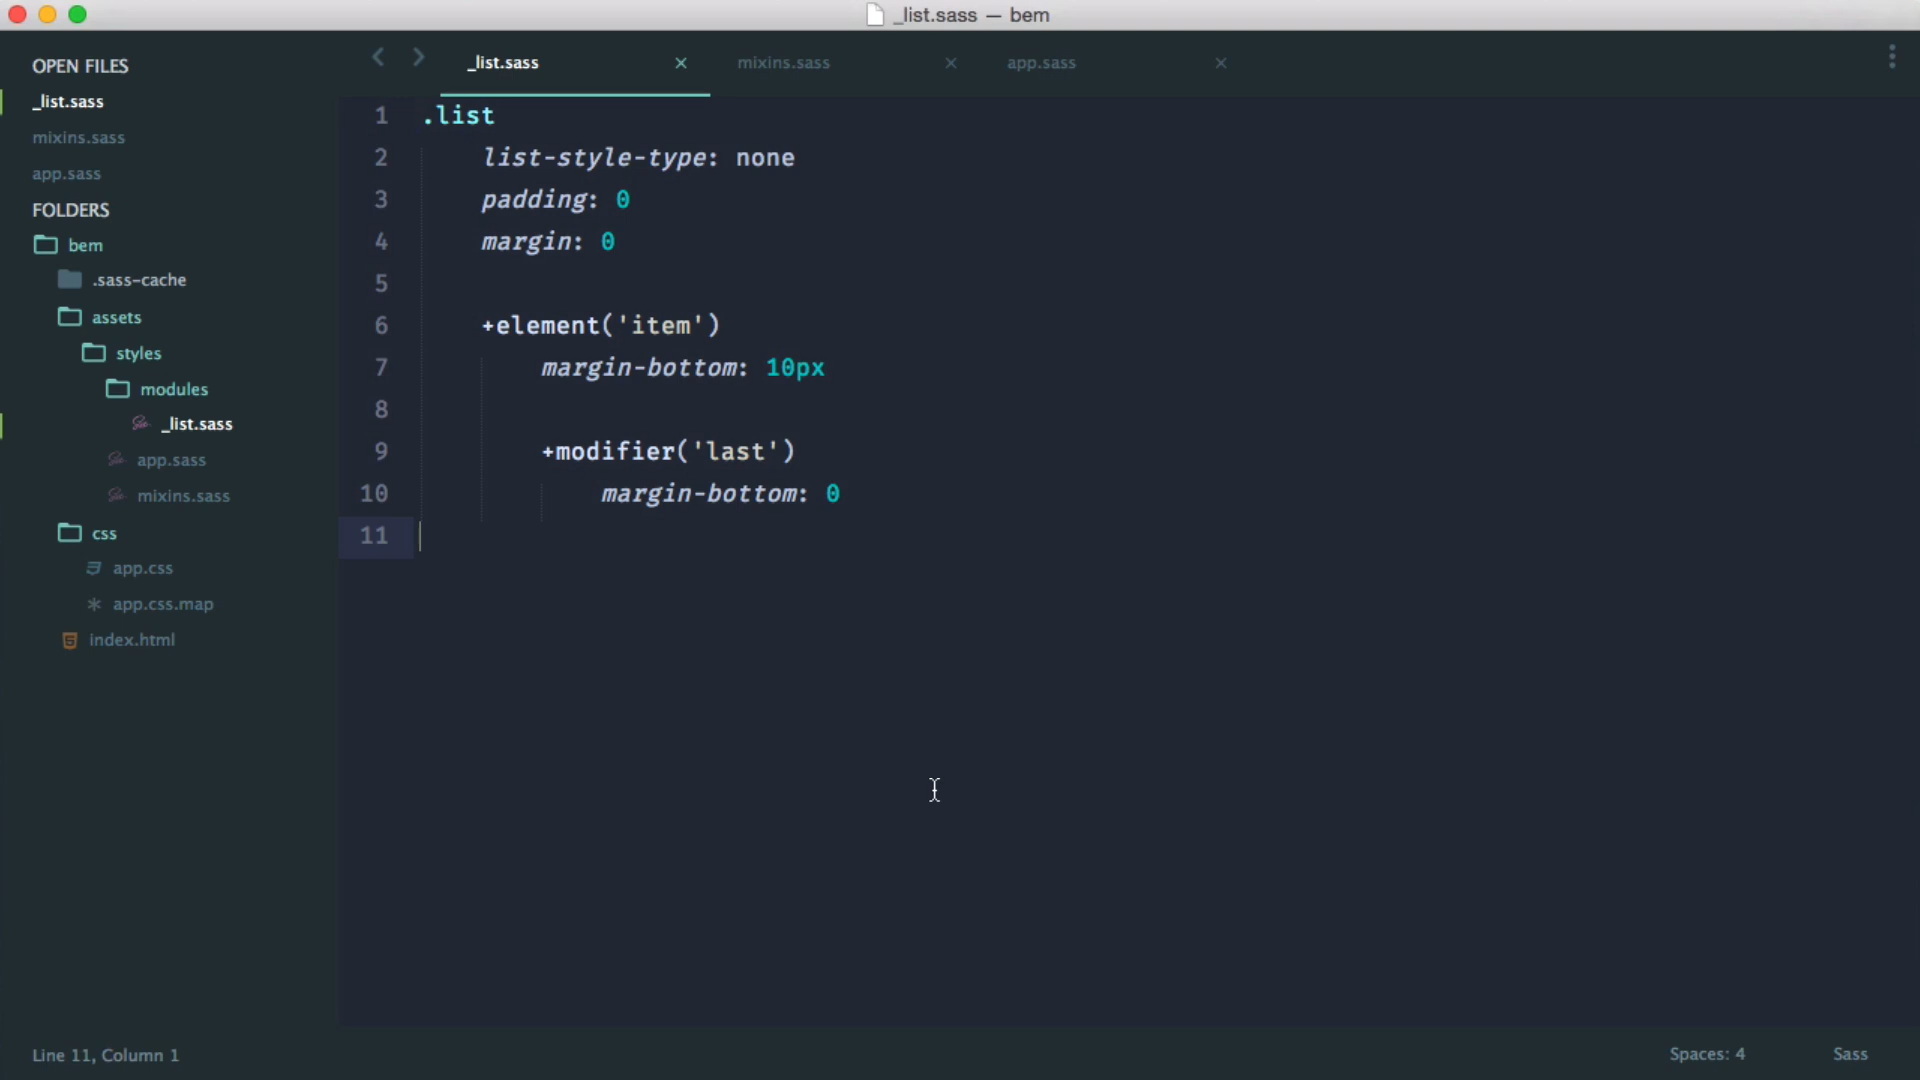 _list.sass — bem
OPEN FILES
_list.sass
mixins.sass
app.sass
FOLDERS
bem
.sass-cache
assets
styles
modules
_list.sass
app.sass
mixins.sass
css
app.css
app.css.map
index.html
_list.sass × mixins.sass × app.sass ×
1 .list
2 list-style-type: none
3 padding: 0
4 margin: 0
5
6 +element('item')
7 margin-bottom: 10px
8
9 +modifier('last')
10 margin-bottom: 0
11
Line 11, Column 1
Spaces: 4
Sass